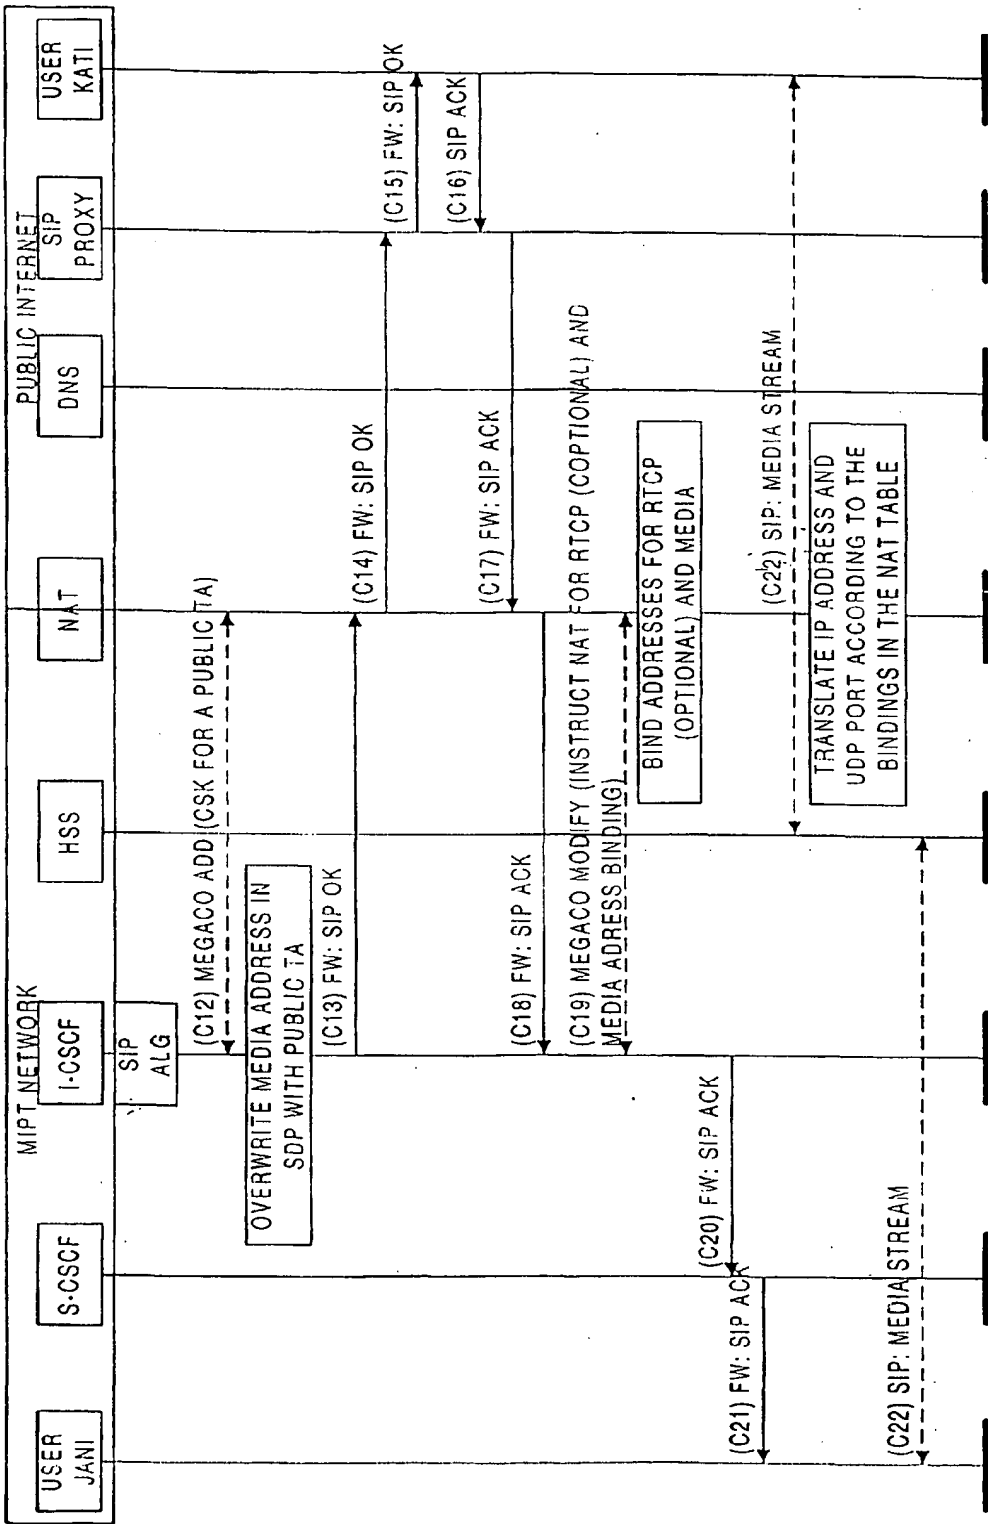 MIPT NETWORK
PUBLIC INTERNET
USER
JANI
S-CSCF
I-CSCF
SIP
ALG
HSS
NAT
DNS
SIP
PROXY
USER
KATI
(C12) MEGACO ADD (CSK FOR A PUBLIC TA)
OVERWRITE MEDIA ADDRESS IN
SDP WITH PUBLIC TA
(C13) FW: SIP OK
(C14) FW: SIP OK
(C15) FW: SIP OK
(C16) SIP ACK
(C17) FW: SIP ACK
(C18) FW: SIP ACK
(C19) MEGACO MODIFY (INSTRUCT NAT FOR RTCP (COPTIONAL) AND
MEDIA ADRESS BINDING)
BIND ADDRESSES FOR RTCP
(OPTIONAL) AND MEDIA
(C20) FW: SIP ACK
(C21) FW: SIP ACK
(C22) SIP: MEDIA STREAM
TRANSLATE IP ADDRESS AND
UDP PORT ACCORDING TO THE
BINDINGS IN THE NAT TABLE
(C22) SIP: MEDIA STREAM